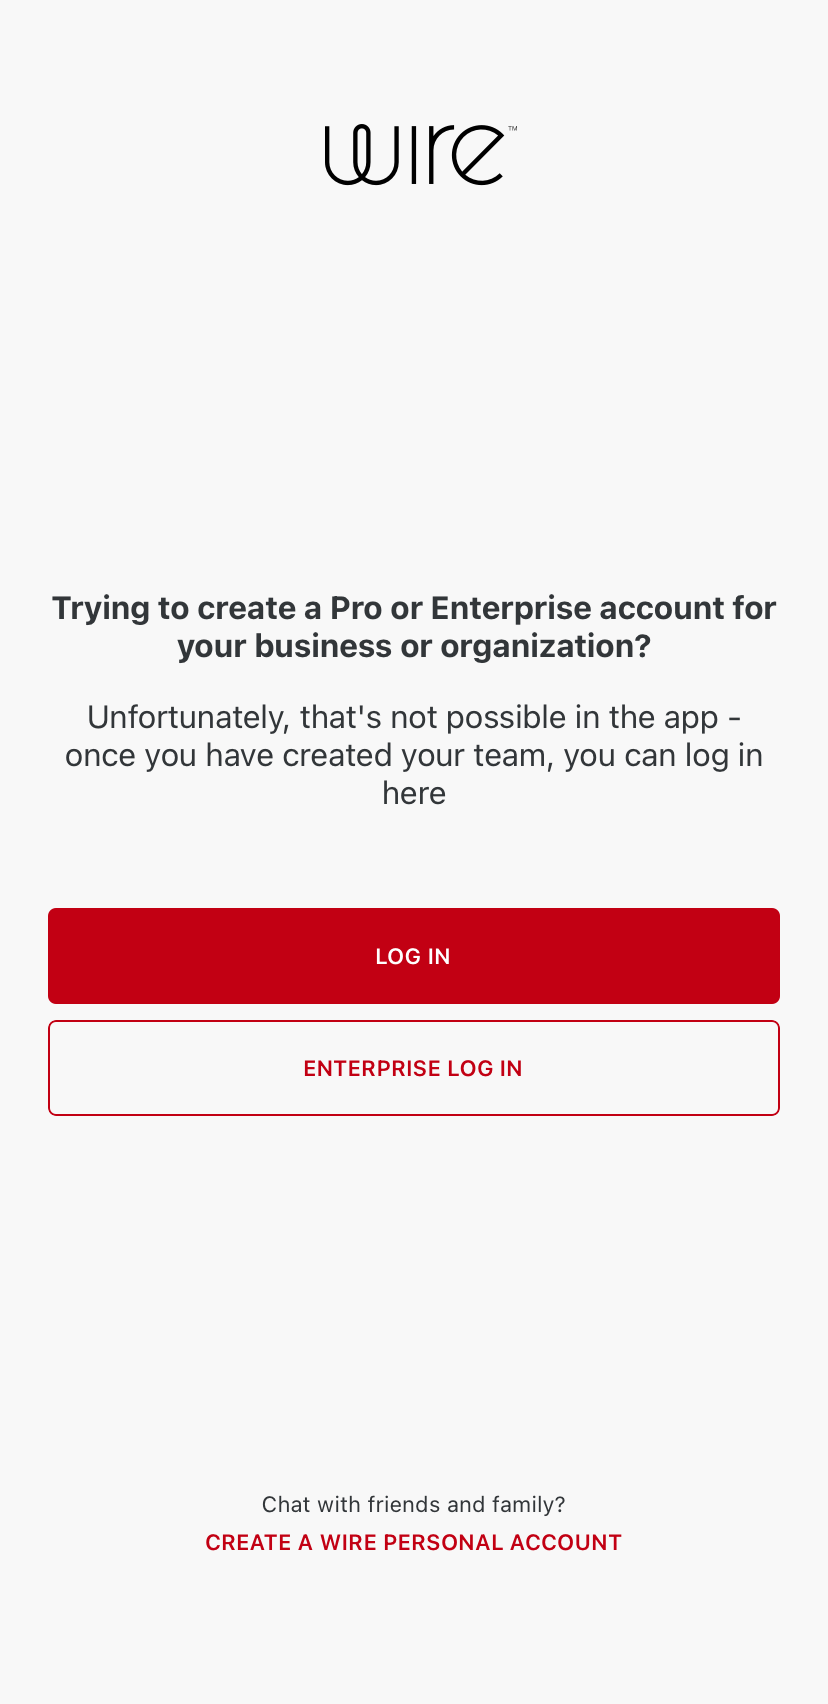 wire™
Trying to create a Pro or Enterprise account for
your business or organization?
Unfortunately, that's not possible in the app -
once you have created your team, you can log in
here
LOG IN
ENTERPRISE LOG IN
Chat with friends and family?
CREATE A WIRE PERSONAL ACCOUNT